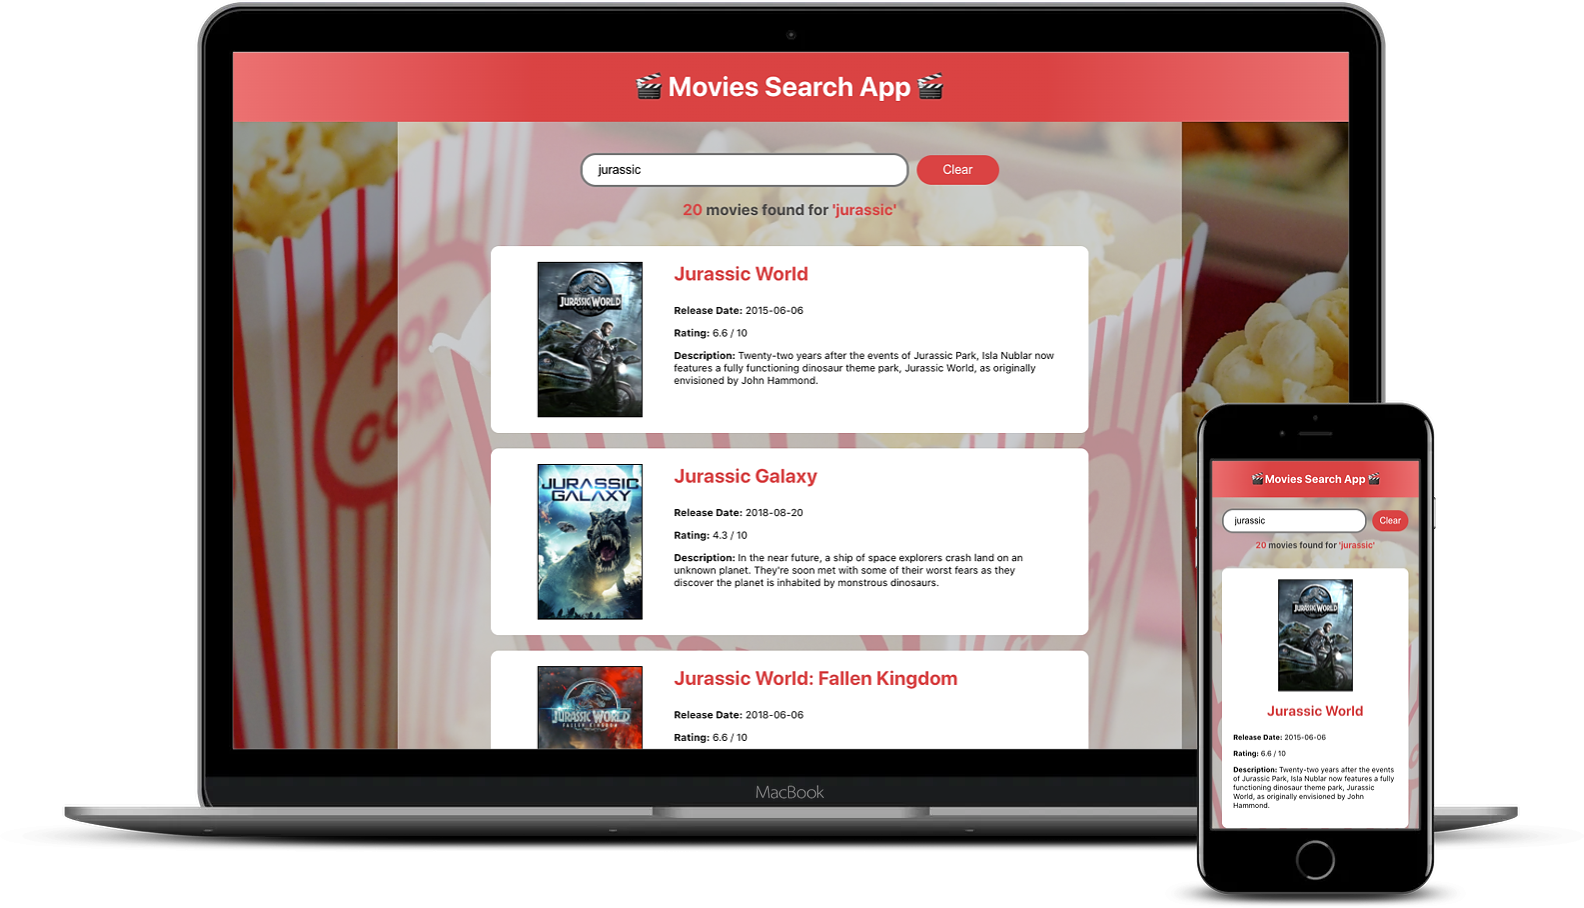 Movies Search App
jurassic
Clear
20 movies found for 'jurassic'
POP
CORN
JURASSIC WORLD
Jurassic World
Release Date: 2015-06-06
Rating: 6.6 / 10
Description: Twenty-two years after the events of Jurassic Park, Isla Nublar now
features a fully functioning dinosaur theme park, Jurassic World, as originally
envisioned by John Hammond.
JURASSIC
GALAXY
Jurassic Galaxy
Release Date: 2018-08-20
Rating: 4.3 / 10
Description: In the near future, a ship of space explorers crash land on an
unknown planet. They're soon met with some of their worst fears as they
discover the planet is inhabited by monstrous dinosaurs.
JURASSIC WORLD
FALLEN KINGDOM
Jurassic World: Fallen Kingdom
Release Date: 2018-06-06
Rating: 6.6 / 10
MacBook
Movies Search App
jurassic
Clear
20 movies found for 'jurassic'
JURASSIC WORLD
Jurassic World
Release Date: 2015-06-06
Rating: 6.6 / 10
Description: Twenty-two years after the events
of Jurassic Park, Isla Nublar now features a fully
functioning dinosaur theme park, Jurassic
World, as originally envisioned by John
Hammond.